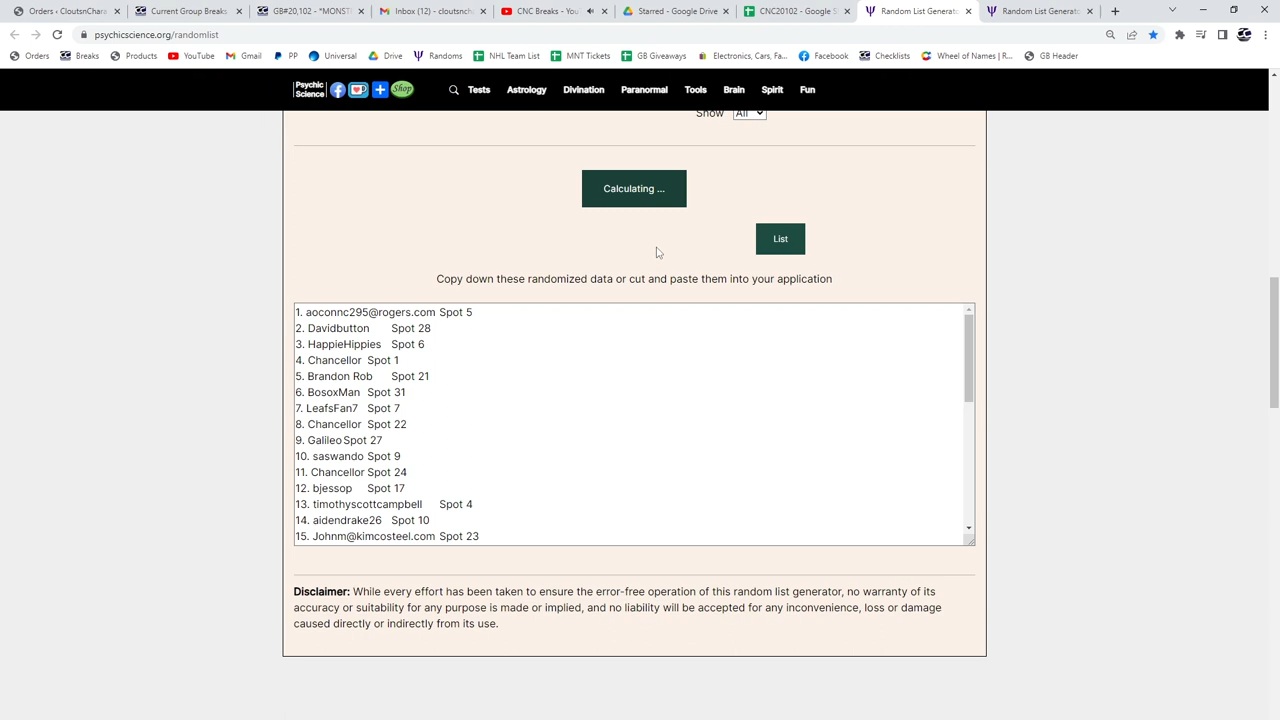 Orders ‹ CloutsnChara
Current Group Breaks
GB#20,102 - *MONST
Inbox (12) - cloutsnch
CNC Breaks - You
Starred - Google Drive
CNC20102 - Google S
Random List Generato
Random List Generato
psychicscience.org/randomlist
Orders
Breaks
Products
YouTube
Gmail
PP
Universal
Drive
Randoms
NHL Team List
MNT Tickets
GB Giveaways
Electronics, Cars, Fa...
Facebook
Checklists
Wheel of Names | R...
GB Header
Psychic Science
Shop
Tests
Astrology
Divination
Paranormal
Tools
Brain
Spirit
Fun
Show All
Calculating ...
List
Copy down these randomized data or cut and paste them into your application
1. aoconnc295@rogers.com Spot 5
2. Davidbutton Spot 28
3. HappieHippies Spot 6
4. Chancellor Spot 1
5. Brandon Rob Spot 21
6. BosoxMan Spot 31
7. LeafsFan7 Spot 7
8. Chancellor Spot 22
9. Galileo Spot 27
10. saswando Spot 9
11. Chancellor Spot 24
12. bjessop Spot 17
13. timothyscottcampbell Spot 4
14. aidendrake26 Spot 10
15. Johnm@kimcosteel.com Spot 23
Disclaimer: While every effort has been taken to ensure the error-free operation of this random list generator, no warranty of its
accuracy or suitability for any purpose is made or implied, and no liability will be accepted for any inconvenience, loss or damage
caused directly or indirectly from its use.